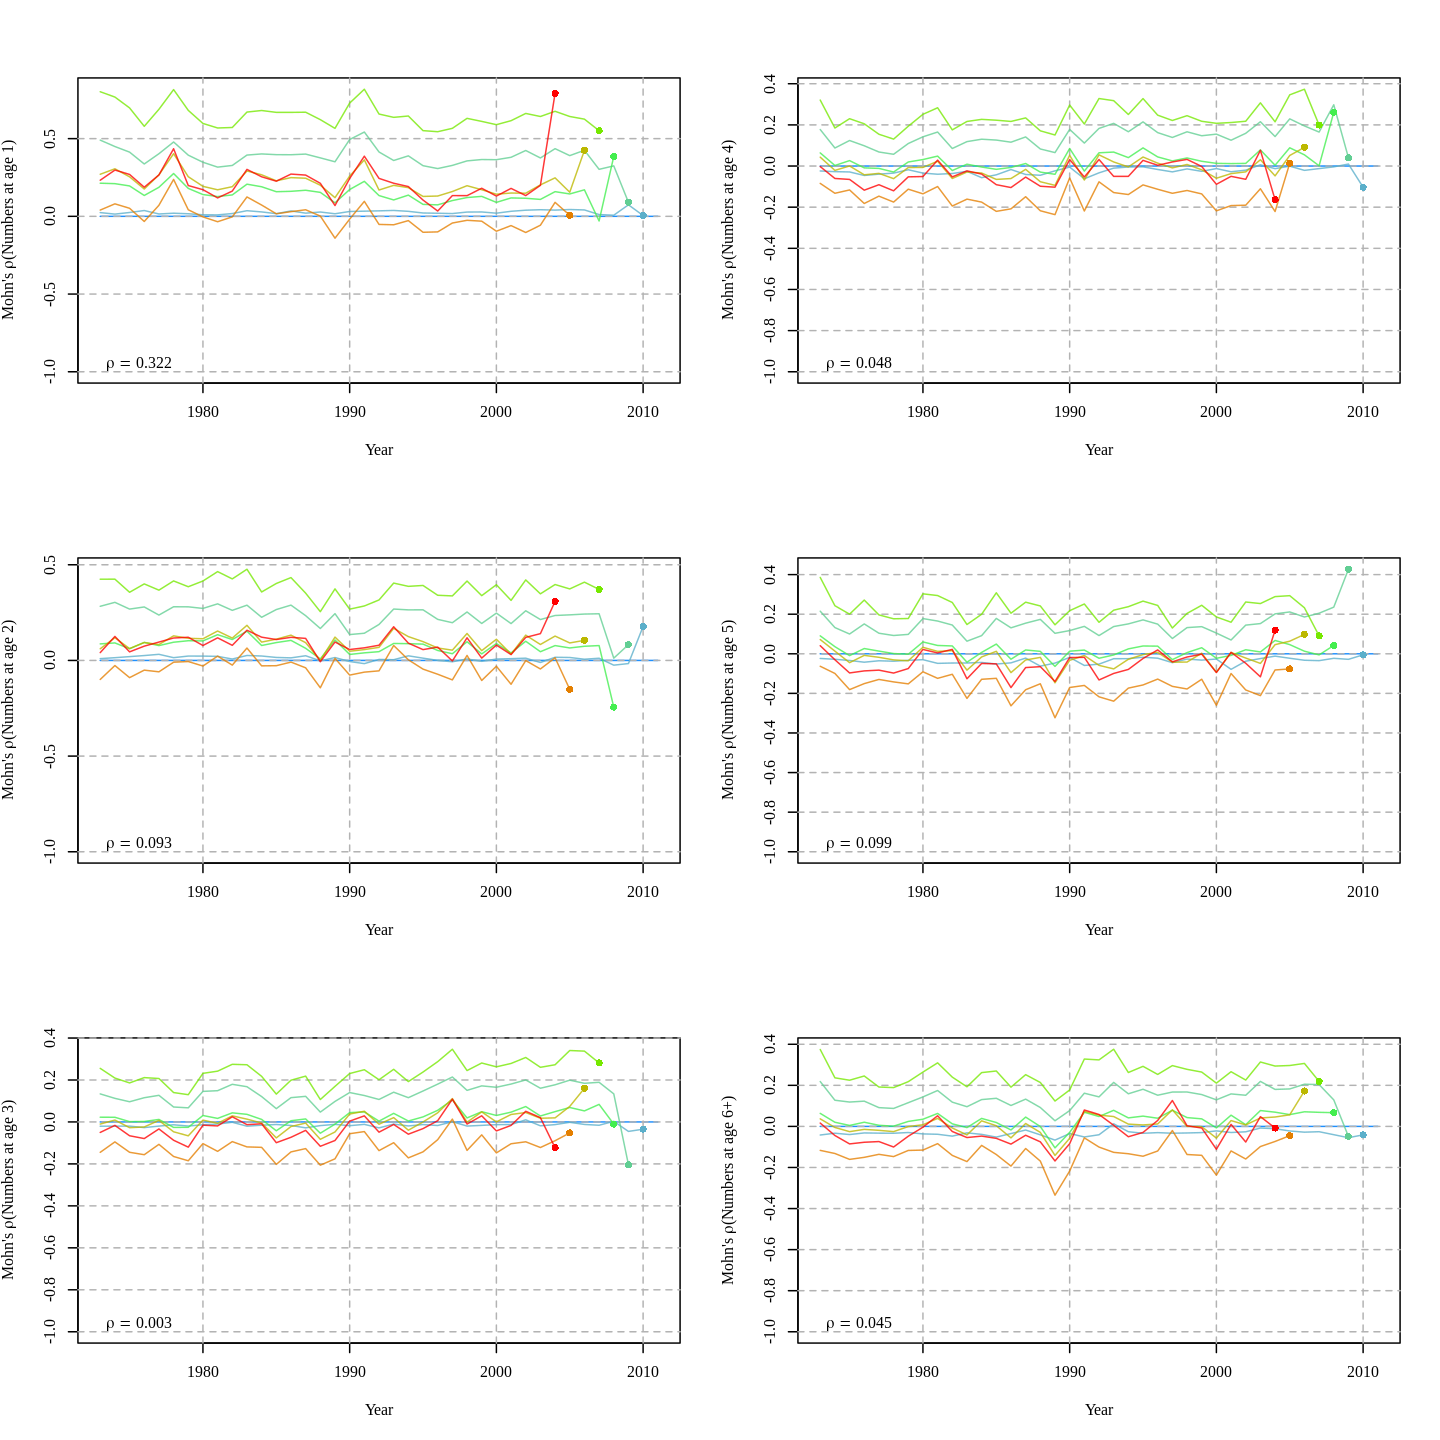 Mohn's ρ(Numbers at age 1)
0.5
0.0
-0.5
-1.0
ρ = 0.322
1980 1990 2000 2010
Year
Mohn's ρ(Numbers at age 4)
0.4
0.2
0.0
-0.2
-0.4
-0.6
-0.8
-1.0
ρ = 0.048
1980 1990 2000 2010
Year
Mohn's ρ(Numbers at age 2)
0.5
0.0
-0.5
-1.0
ρ = 0.093
1980 1990 2000 2010
Year
Mohn's ρ(Numbers at age 5)
0.4
0.2
0.0
-0.2
-0.4
-0.6
-0.8
-1.0
ρ = 0.099
1980 1990 2000 2010
Year
Mohn's ρ(Numbers at age 3)
0.4
0.2
0.0
-0.2
-0.4
-0.6
-0.8
-1.0
ρ = 0.003
1980 1990 2000 2010
Year
Mohn's ρ(Numbers at age 6+)
0.4
0.2
0.0
-0.2
-0.4
-0.6
-0.8
-1.0
ρ = 0.045
1980 1990 2000 2010
Year